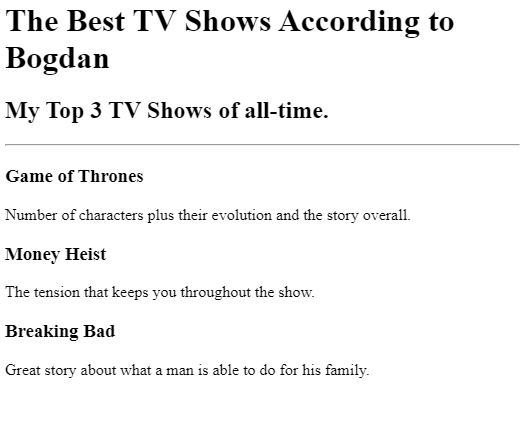 The Best TV Shows According to
Bogdan
My Top 3 TV Shows of all-time.
Game of Thrones
Number of characters plus their evolution and the story overall.
Money Heist
The tension that keeps you throughout the show.
Breaking Bad
Great story about what a man is able to do for his family.